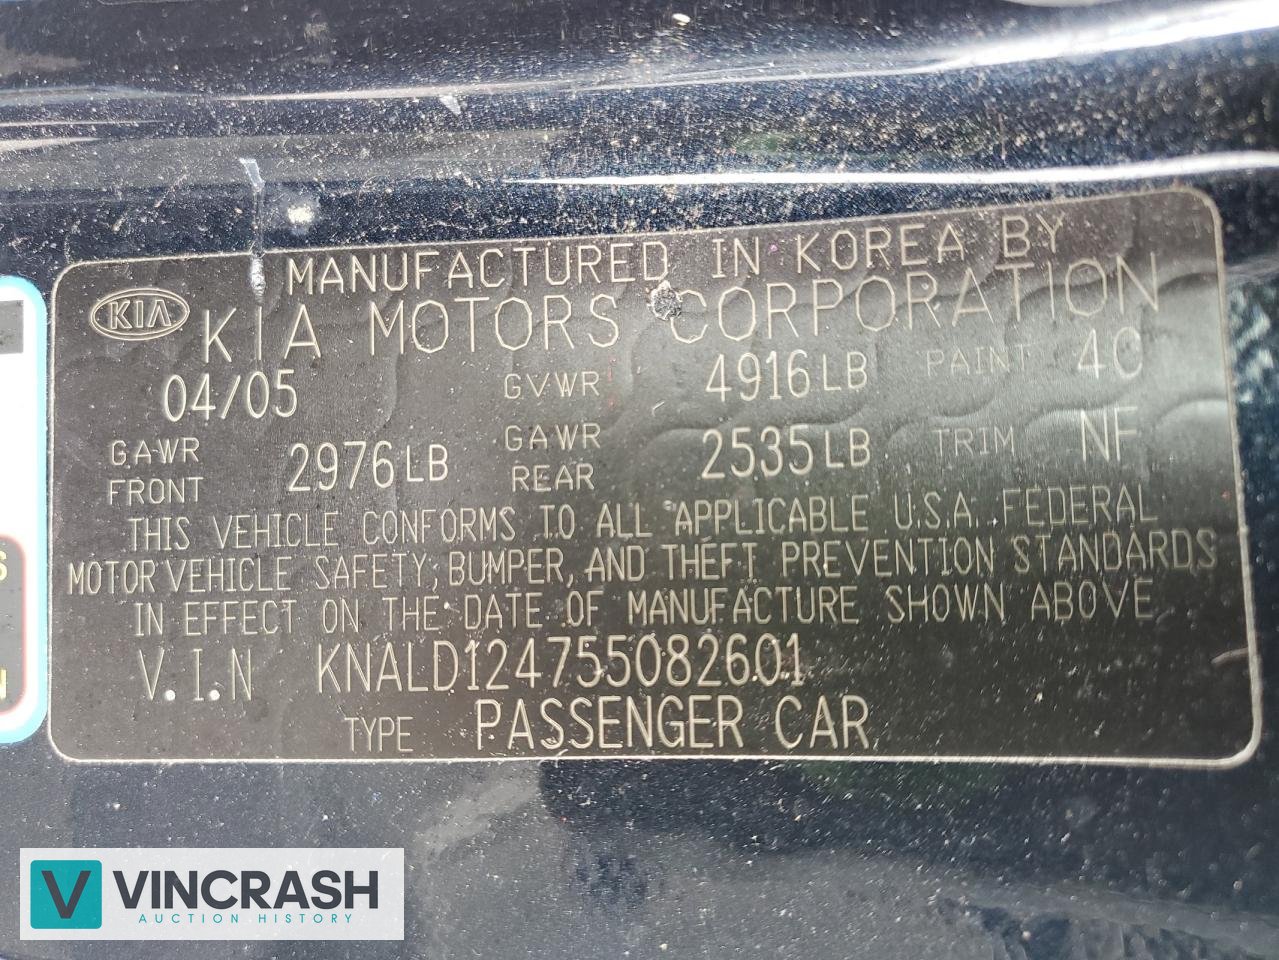 MANUFACTURED IN KOREA BY
KIA
KIA MOTORS CORPORATION
04/05 GVWR 4916LB PAINT 4C
GAWR FRONT 2976LB GAWR REAR 2535LB TRIM NF
THIS VEHICLE CONFORMS TO ALL APPLICABLE U.S.A. FEDERAL
MOTOR VEHICLE SAFETY, BUMPER, AND THEFT PREVENTION STANDARDS
IN EFFECT ON THE DATE OF MANUFACTURE SHOWN ABOVE
V.I.N KNALD124755082601
TYPE PASSENGER CAR
S
N
V VINCRASH
AUCTION HISTORY